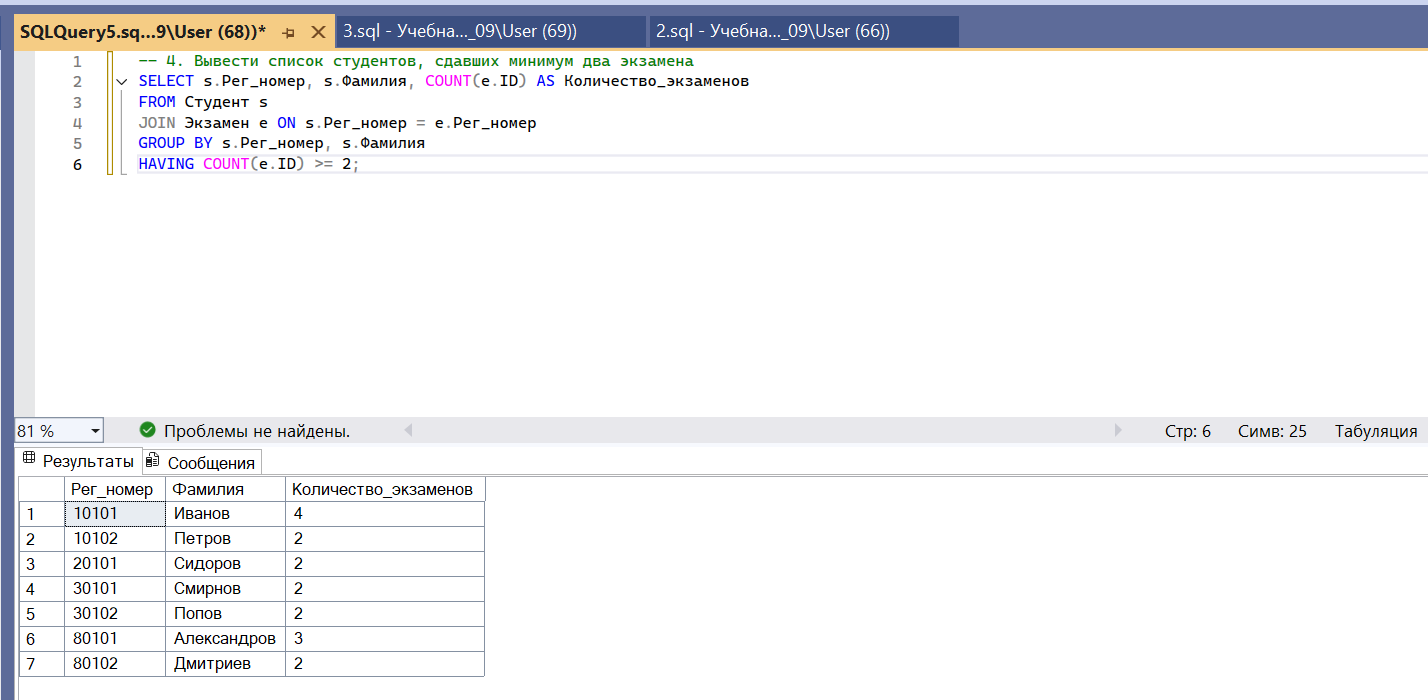 SQLQuery5.sq...9\User (68))* 3.sql - Учебна..._09\User (69)) 2.sql - Учебна..._09\User (66))
1 -- 4. Вывести список студентов, сдавших минимум два экзамена
2 SELECT s.Рег_номер, s.Фамилия, COUNT(e.ID) AS Количество_экзаменов
3 FROM Студент s
4 JOIN Экзамен e ON s.Рег_номер = e.Рег_номер
5 GROUP BY s.Рег_номер, s.Фамилия
6 HAVING COUNT(e.ID) >= 2;
81 % Проблемы не найдены. Стр: 6 Симв: 25 Табуляция
Результаты Сообщения
Рег_номер Фамилия Количество_экзаменов
1 10101 Иванов 4
2 10102 Петров 2
3 20101 Сидоров 2
4 30101 Смирнов 2
5 30102 Попов 2
6 80101 Александров 3
7 80102 Дмитриев 2